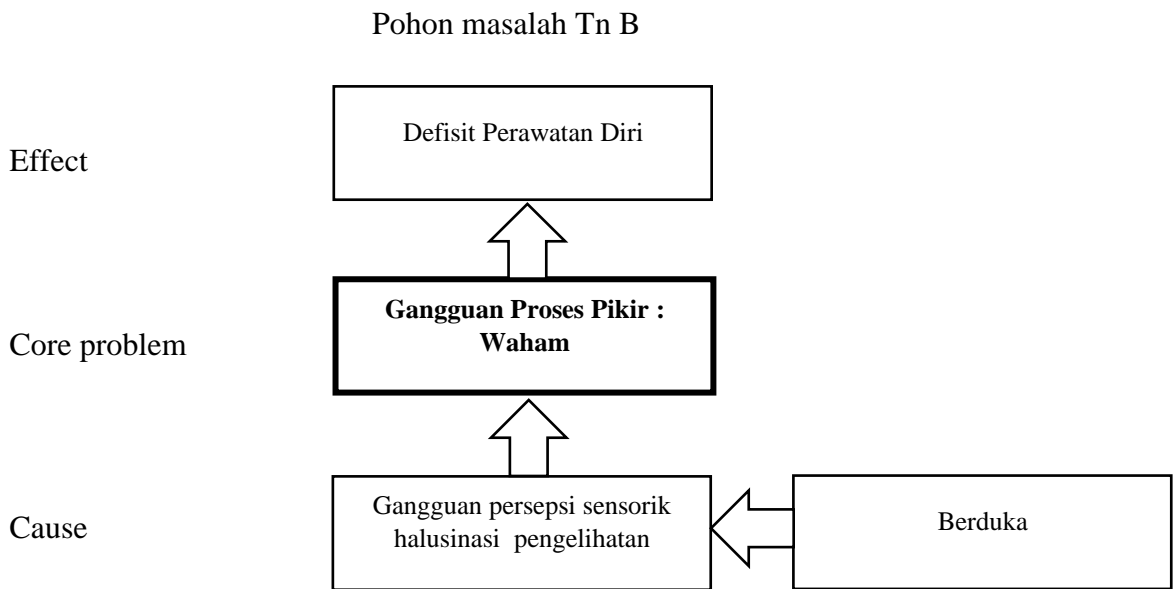 Pohon masalah Tn B
Effect
Defisit Perawatan Diri
Core problem
Gangguan Proses Pikir :
Waham
Cause
Gangguan persepsi sensorik
halusinasi pengelihatan
Berduka